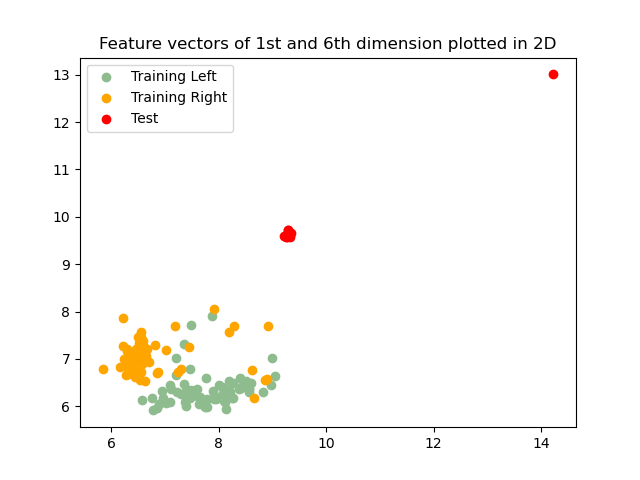 Feature vectors of 1st and 6th dimension plotted in 2D
Training Left
Training Right
Test
13
12
11
10
9
8
7
6
6 8 10 12 14